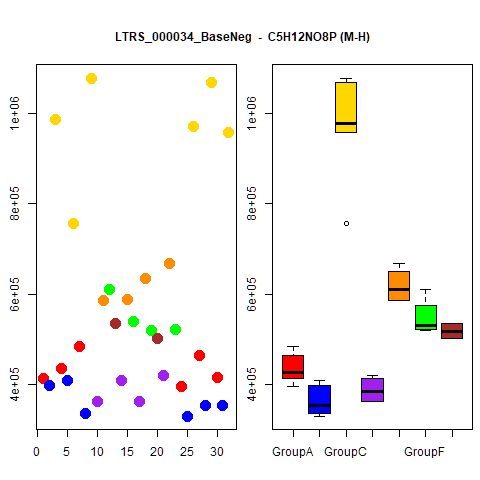 LTRS_000034_BaseNeg - C5H12NO8P (M-H)
1e+06
8e+05
6e+05
4e+05
0 5 10 15 20 25 30
1e+06
8e+05
6e+05
4e+05
GroupA GroupC GroupF